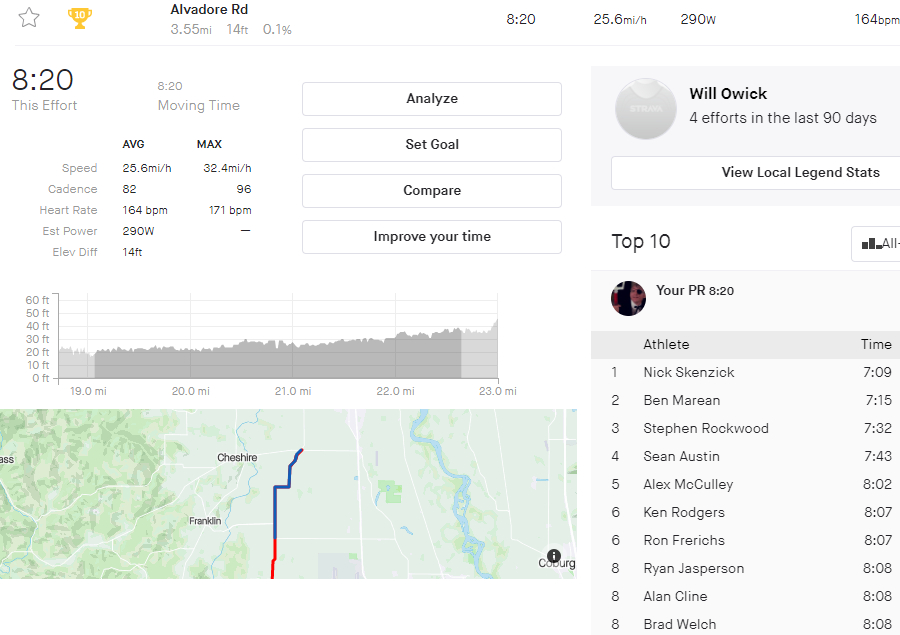 10
Alvadore Rd
3.55mi 14ft 0.1%
8:20 25.6mi/h 290W 164bpm
8:20
This Effort
8:20
Moving Time
AVG MAX
Speed 25.6mi/h 32.4mi/h
Cadence 82 96
Heart Rate 164 bpm 171 bpm
Est Power 290W —
Elev Diff 14ft
Analyze
Set Goal
Compare
Improve your time
60 ft
50 ft
40 ft
30 ft
20 ft
10 ft
0 ft
19.0 mi 20.0 mi 21.0 mi 22.0 mi 23.0 mi
ass
Cheshire
Franklin
i
Coburg
STRAVA
Will Owick
4 efforts in the last 90 days
View Local Legend Stats
Top 10
All-
Your PR 8:20
Athlete Time
1 Nick Skenzick 7:09
2 Ben Marean 7:15
3 Stephen Rockwood 7:32
4 Sean Austin 7:43
5 Alex McCulley 8:02
6 Ken Rodgers 8:07
6 Ron Frerichs 8:07
8 Ryan Jasperson 8:08
8 Alan Cline 8:08
8 Brad Welch 8:08